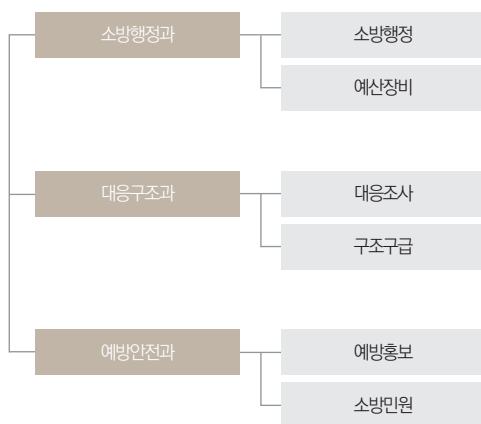 소방행정과
소방행정
예산장비
대응구조과
대응조사
구조구급
예방안전과
예방홍보
소방민원